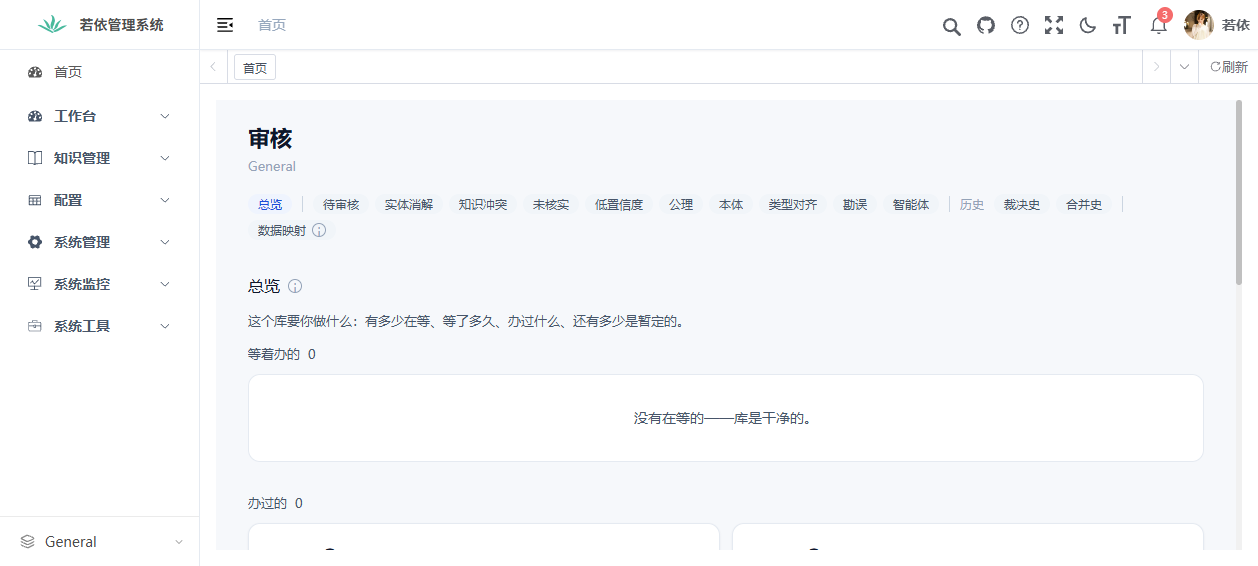 若依管理系统
首页
3
若依
首页
刷新
首页
工作台
知识管理
配置
系统管理
系统监控
系统工具
General
审核
General
总览 待审核 实体消解 知识冲突 未核实 低置信度 公理 本体 类型对齐 勘误 智能体 历史 裁决史 合并史
数据映射
总览
这个库要你做什么：有多少在等、等了多久、办过什么、还有多少是暂定的。
等着办的 0
没有在等的——库是干净的。
办过的 0